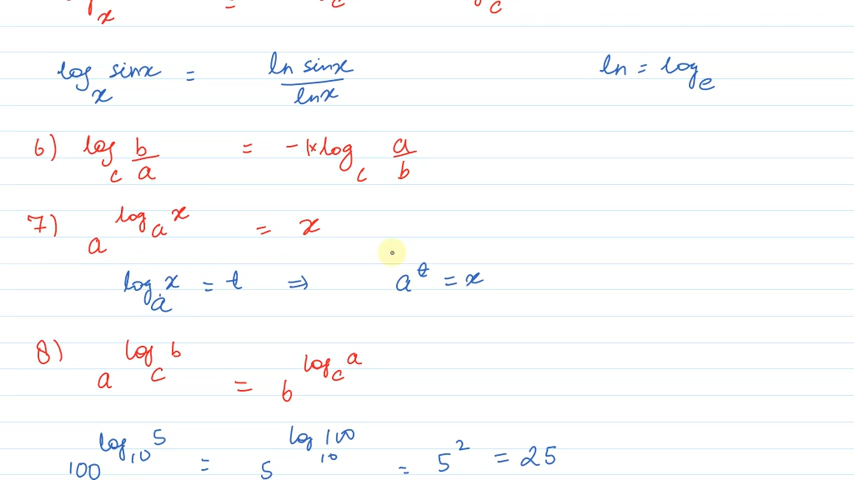 x = c log c
log_x sinx = ln sinx / lnx    ln = log_e
6) log_c b/a = -1×log_c a/b
7) a^(log_a x) = x
log_a x = t ⇒ a^t = x
8) a^(log_c b) = b^(log_c a)
100^(log_10 5) = 5^(log_10 100) = 5^2 = 25